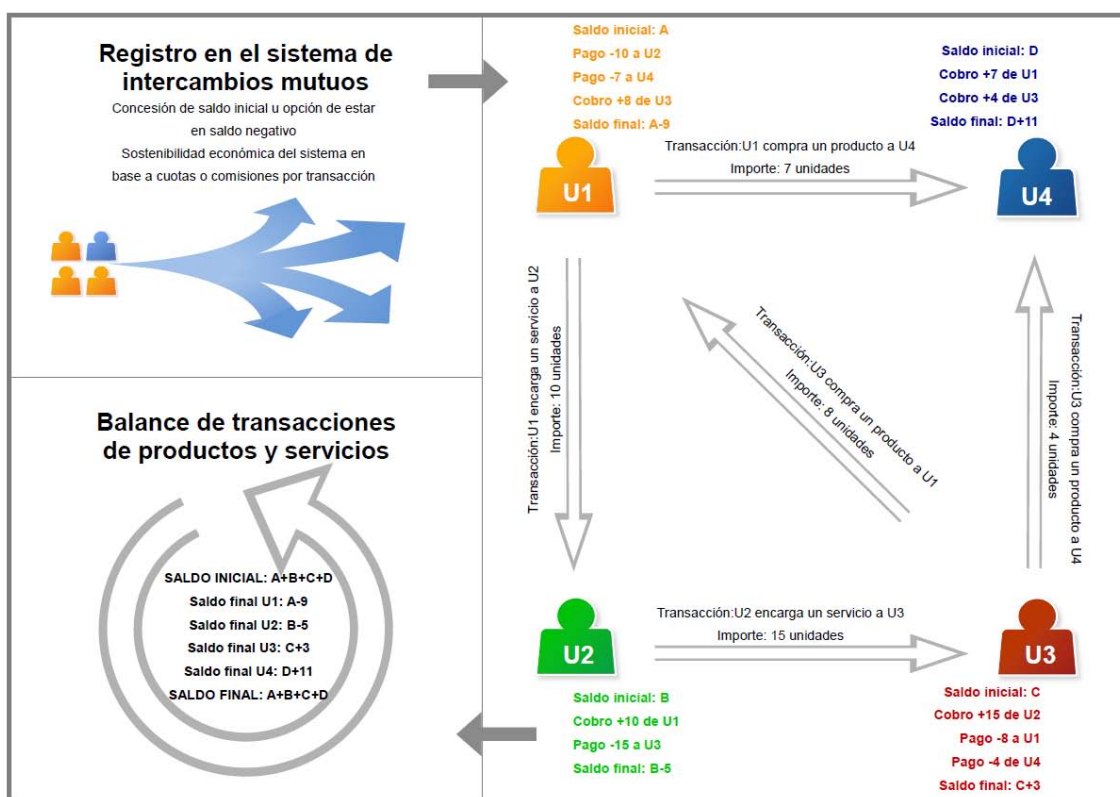 Registro en el sistema de
intercambios mutuos
Concesión de saldo inicial u opción de estar
en saldo negativo
Sostenibilidad económica del sistema en
base a cuotas o comisiones por transacción
Balance de transacciones
de productos y servicios
SALDO INICIAL: A+B+C+D
Saldo final U1: A-9
Saldo final U2: B-5
Saldo final U3: C+3
Saldo final U4: D+11
SALDO FINAL: A+B+C+D
Saldo inicial: A
Pago -10 a U2
Pago -7 a U4
Cobro +8 de U3
Saldo final: A-9
U1
Transacción:U1 compra un producto a U4
Importe: 7 unidades
Saldo inicial: D
Cobro +7 de U1
Cobro +4 de U3
Saldo final: D+11
U4
Transacción:U1 encarga un servicio a U2
Importe: 10 unidades
Transacción:U3 compra un producto a U1
Importe: 8 unidades
Transacción:U3 compra un producto a U4
Importe: 4 unidades
U2
Transacción:U2 encarga un servicio a U3
Importe: 15 unidades
U3
Saldo inicial: B
Cobro +10 de U1
Pago -15 a U3
Saldo final: B-5
Saldo inicial: C
Cobro +15 de U2
Pago -8 a U1
Pago -4 de U4
Saldo final: C+3